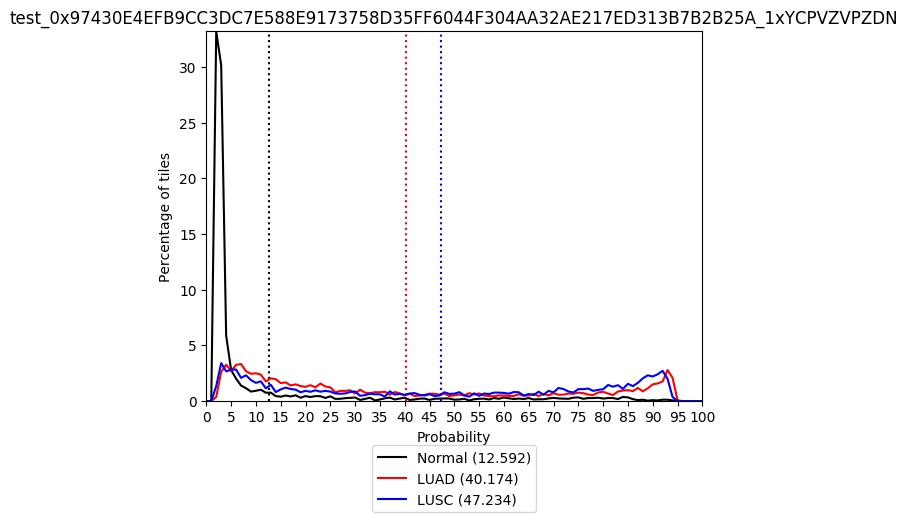 test_0x97430E4EFB9CC3DC7E588E9173758D35FF6044F304AA32AE217ED313B7B2B25A_1xYCPVZVPZDN
30
25
20
15
10
5
0
0 5 10 15 20 25 30 35 40 45 50 55 60 65 70 75 80 85 90 95 100
Percentage of tiles
Probability
Normal (12.592)
LUAD (40.174)
LUSC (47.234)